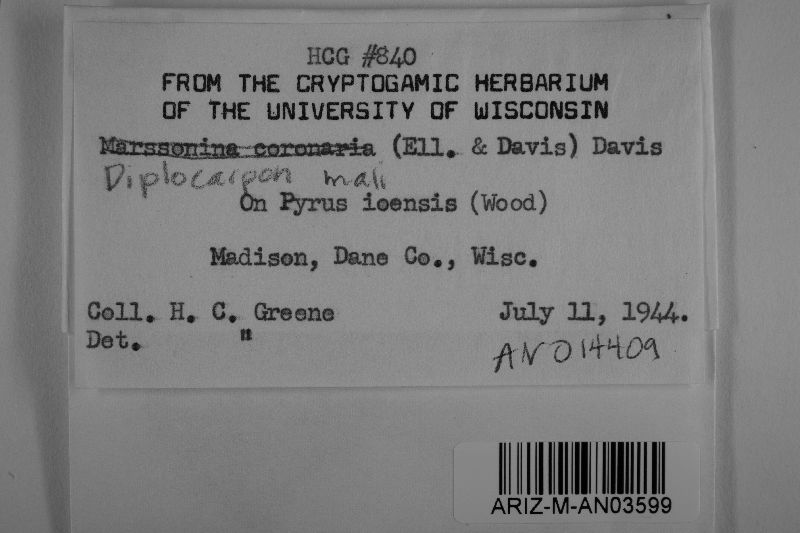 HCG #840
FROM THE CRYPTOGAMIC HERBARIUM
OF THE UNIVERSITY OF WISCONSIN
Marssonina coronaria (Ell. & Davis) Davis
Diplocarpon mali
On Pyrus ioensis (Wood)
Madison, Dane Co., Wisc.
Coll. H. C. Greene July 11, 1944.
Det. " AN014409
ARIZ-M-AN03599